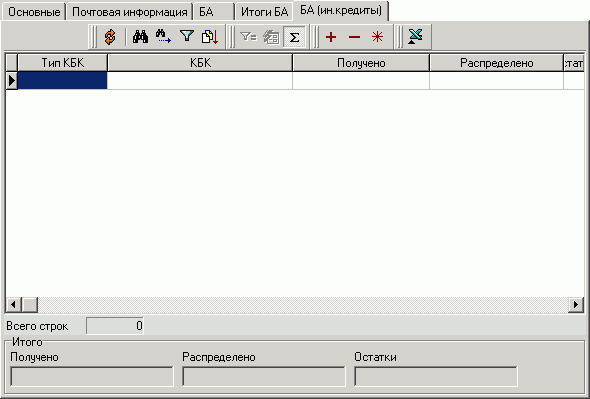 Основные Почтовая информация БА Итоги БА БА (ин.кредиты)
Σ
Тип КБК КБК Получено Распределено стат
Всего строк 0
Итого
Получено Распределено Остатки